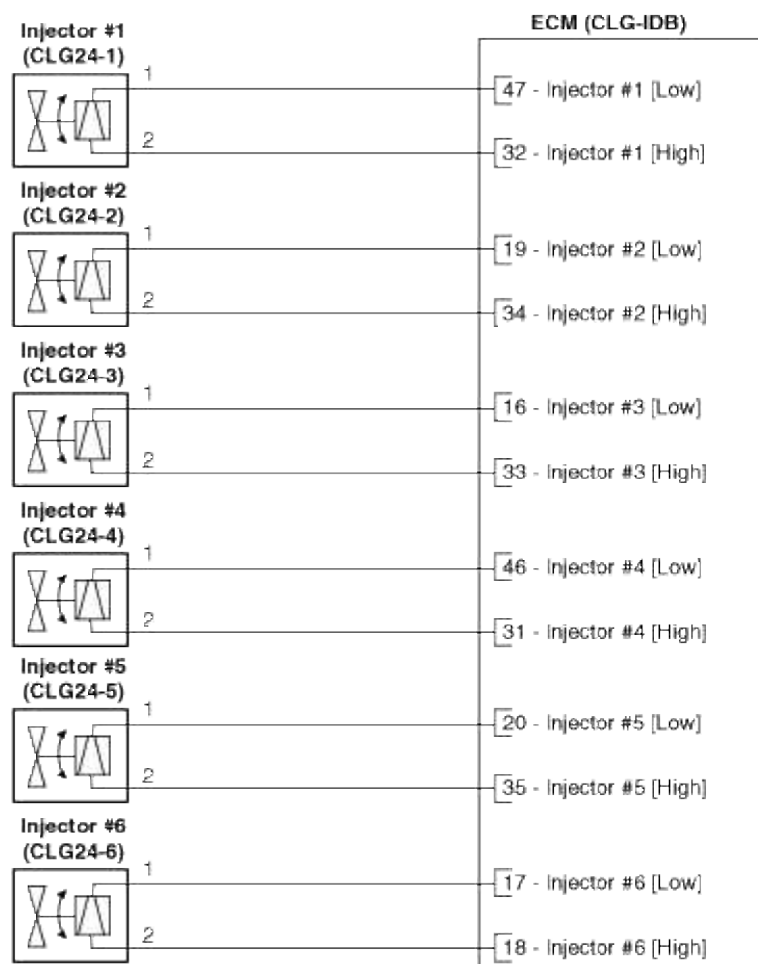 ECM (CLG-IDB)
Injector #1
(CLG24-1)
1
47 - Injector #1 [Low]
2
32 - Injector #1 [High]
Injector #2
(CLG24-2)
1
19 - Injector #2 [Low]
2
34 - Injector #2 [High]
Injector #3
(CLG24-3)
1
16 - Injector #3 [Low]
2
33 - Injector #3 [High]
Injector #4
(CLG24-4)
1
46 - Injector #4 [Low]
2
31 - Injector #4 [High]
Injector #5
(CLG24-5)
1
20 - Injector #5 [Low]
2
35 - Injector #5 [High]
Injector #6
(CLG24-6)
1
17 - Injector #6 [Low]
2
18 - Injector #6 [High]